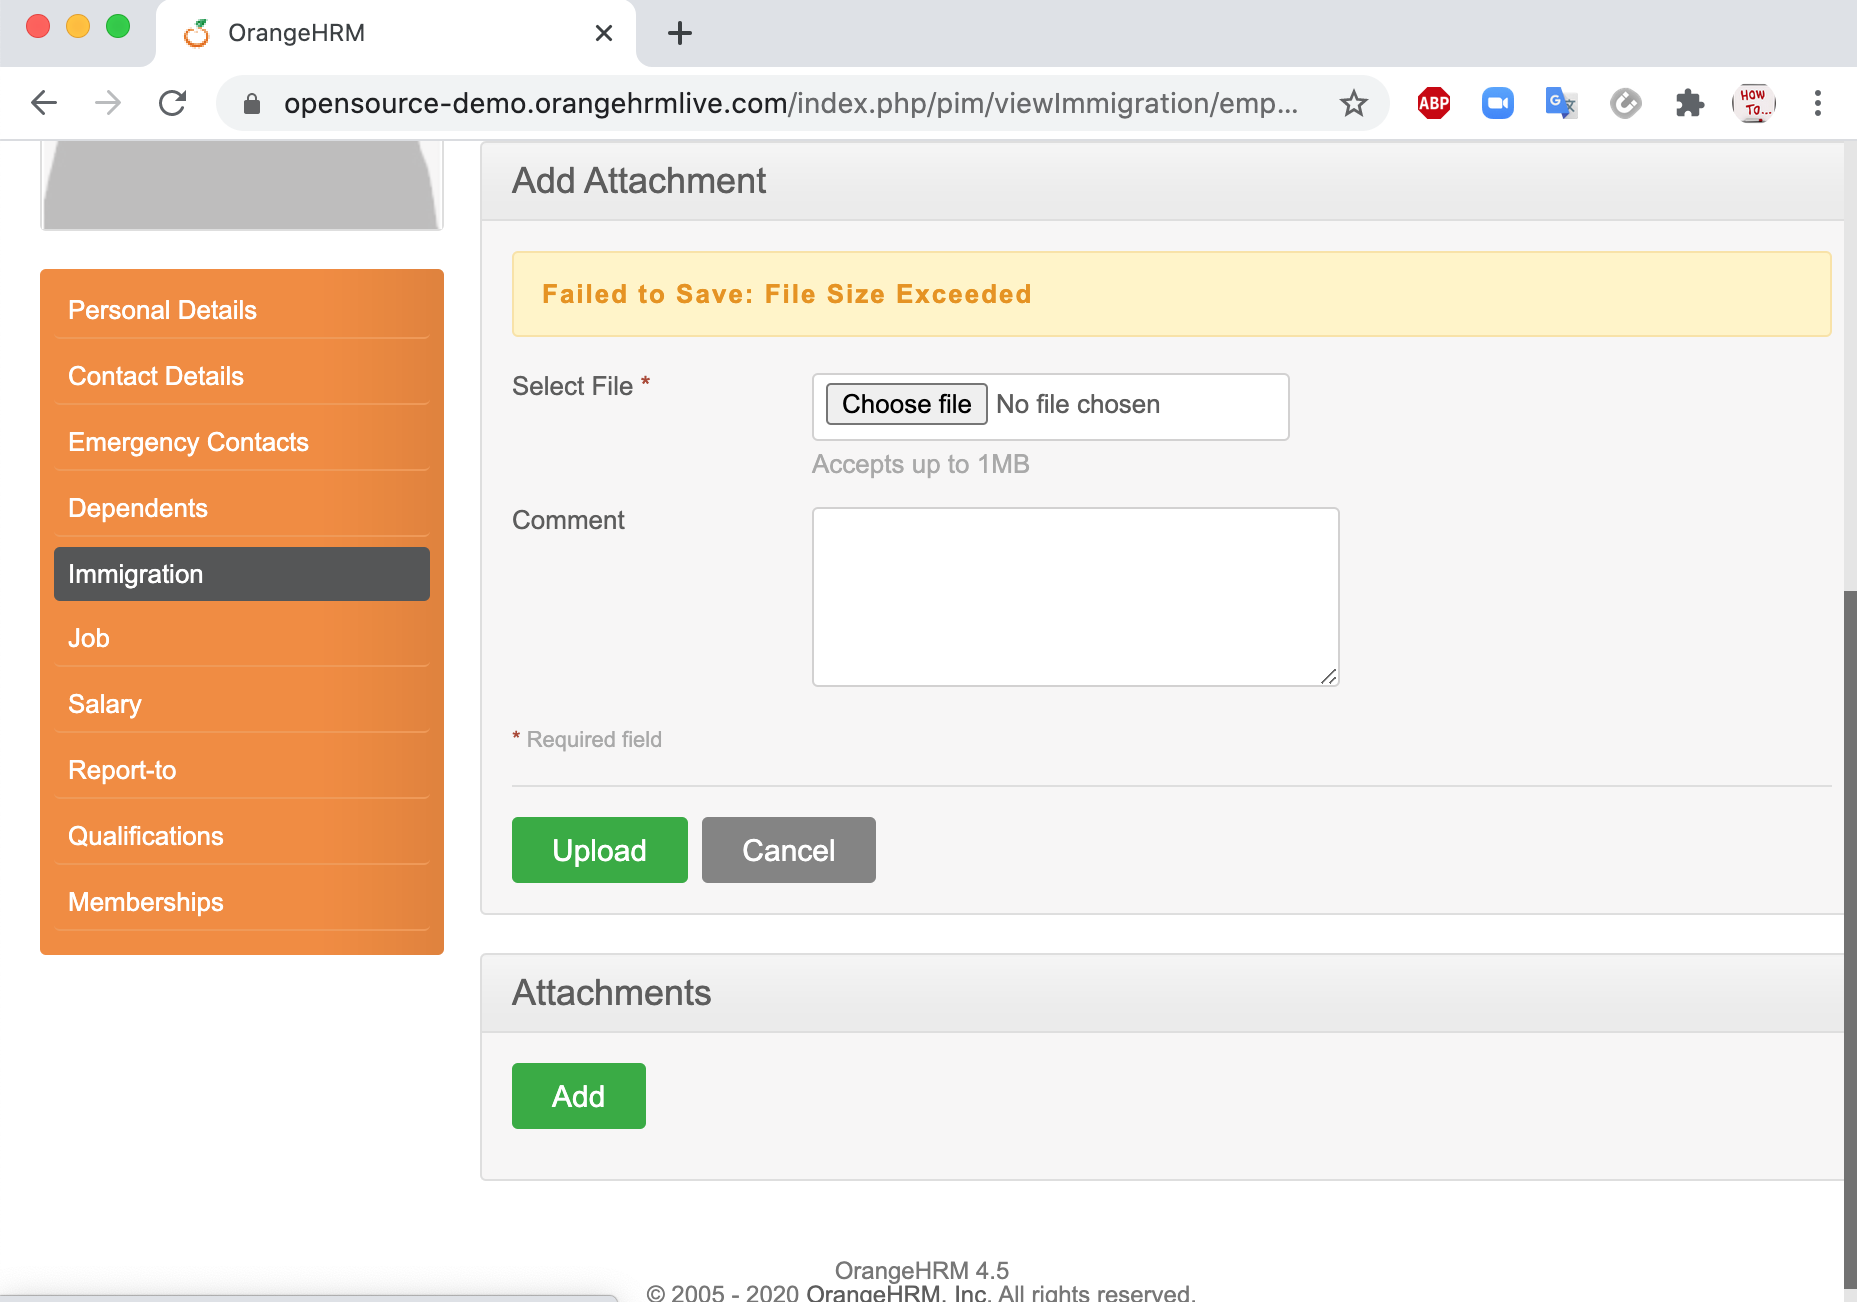 OrangeHRM
opensource-demo.orangehrmlive.com/index.php/pim/viewImmigration/emp...
ABP
G
HOW
To...
Add Attachment
Failed to Save: File Size Exceeded
Select File *
Choose file No file chosen
Accepts up to 1MB
Comment
* Required field
Upload Cancel
Personal Details
Contact Details
Emergency Contacts
Dependents
Immigration
Job
Salary
Report-to
Qualifications
Memberships
Attachments
Add
OrangeHRM 4.5
© 2005 - 2020 OrangeHRM, Inc. All rights reserved.